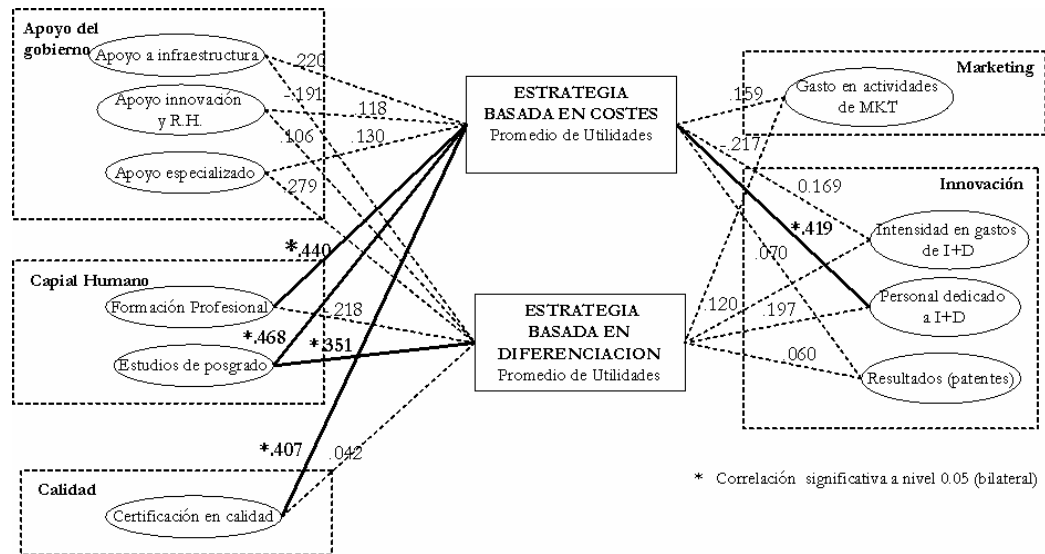 Apoyo del
gobierno
Apoyo a infraestructura
Apoyo innovación
y R.H.
Apoyo especializado
.220
-.191
.118
.106
.130
.279
Capial Humano
Formación Profesional
Estudios de posgrado
*.440
.218
*.468
*.351
Calidad
Certificación en calidad
*.407
.042
ESTRATEGIA
BASADA EN COSTES
Promedio de Utilidades
ESTRATEGIA
BASADA EN
DIFERENCIACION
Promedio de Utilidades
Marketing
Gasto en actividades
de MKT
.159
-.217
0.169
*.419
.070
.120
.197
.060
Innovación
Intensidad en gastos
de I+D
Personal dedicado
a I+D
Resultados (patentes)
* Correlación significativa a nivel 0.05 (bilateral)